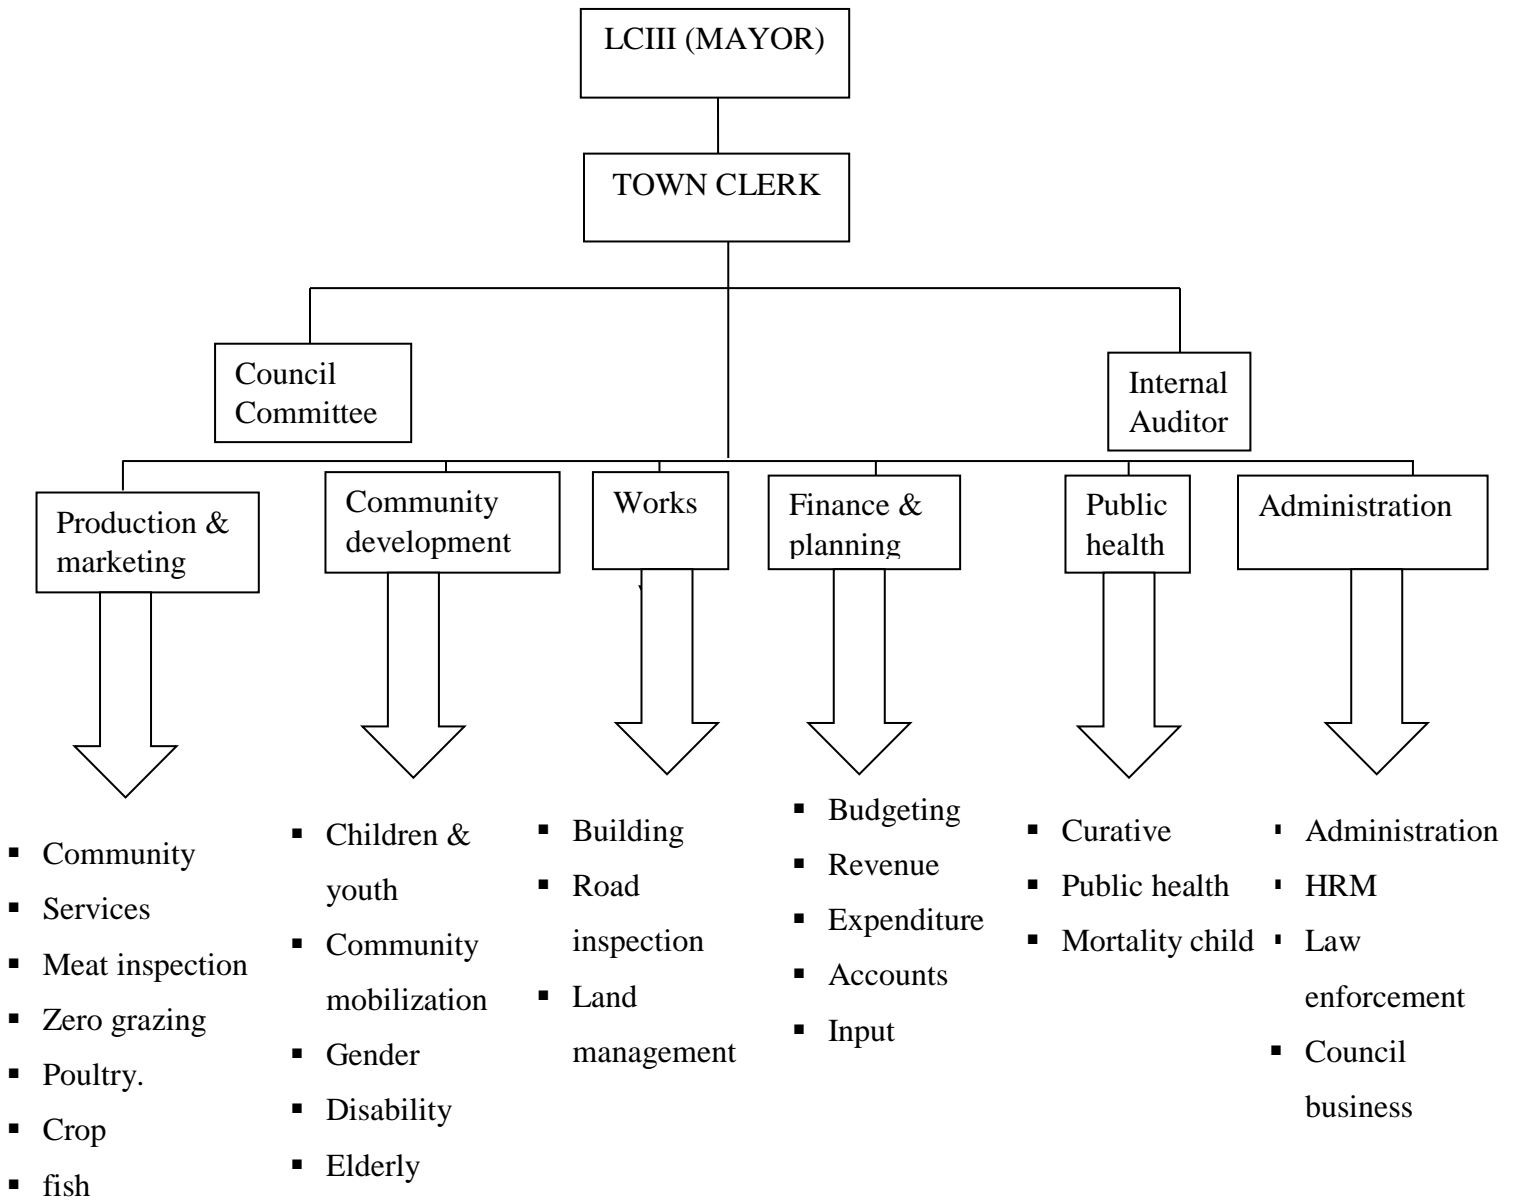 LCIII (MAYOR)
TOWN CLERK
Council
Committee
Internal
Auditor
Production &
marketing
Community
development
Works
Finance &
planning
Public
health
Administration
▪ Community
▪ Services
▪ Meat inspection
▪ Zero grazing
▪ Poultry.
▪ Crop
▪ fish
▪ Children &
youth
▪ Community
mobilization
▪ Gender
▪ Disability
▪ Elderly
▪ Building
▪ Road
inspection
▪ Land
management
▪ Budgeting
▪ Revenue
▪ Expenditure
▪ Accounts
▪ Input
▪ Curative
▪ Public health
▪ Mortality child
▪ Administration
▪ HRM
▪ Law
enforcement
▪ Council
business